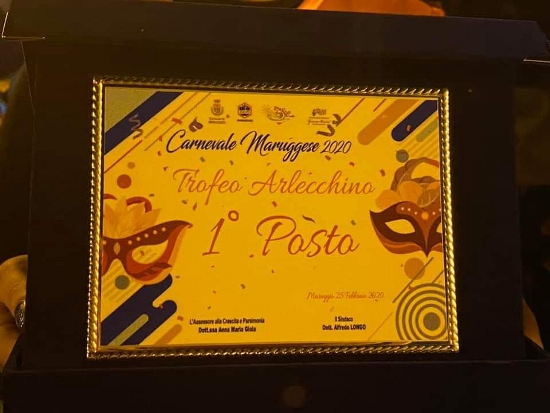 Carnevale Maruggese 2020
Trofeo Arlecchino
1° Posto
Maruggio 25 Febbraio 2020
L'Assessore alla Crescita e Patrimonio
Dott.ssa Anna Maria Gioia
Il Sindaco
Dott. Alfredo LONGO